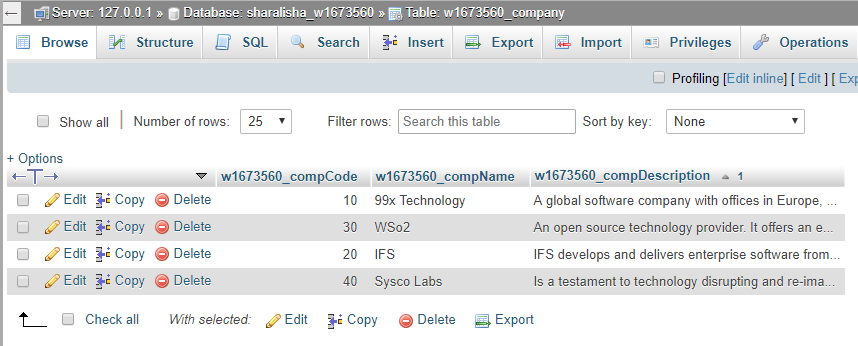 Server: 127.0.0.1 » Database: sharalisha_w1673560 » Table: w1673560_company
Browse Structure SQL Search Insert Export Import Privileges Operations
Profiling [Edit inline] [ Edit ] [ Exp
Show all | Number of rows: 25 Filter rows: Search this table Sort by key: None
+ Options
←T→ w1673560_compCode w1673560_compName w1673560_compDescription 1
Edit Copy Delete 10 99x Technology A global software company with offices in Europe, ...
Edit Copy Delete 30 WSo2 An open source technology provider. It offers an e...
Edit Copy Delete 20 IFS IFS develops and delivers enterprise software from...
Edit Copy Delete 40 Sysco Labs Is a testament to technology disrupting and re-ima...
Check all With selected: Edit Copy Delete Export